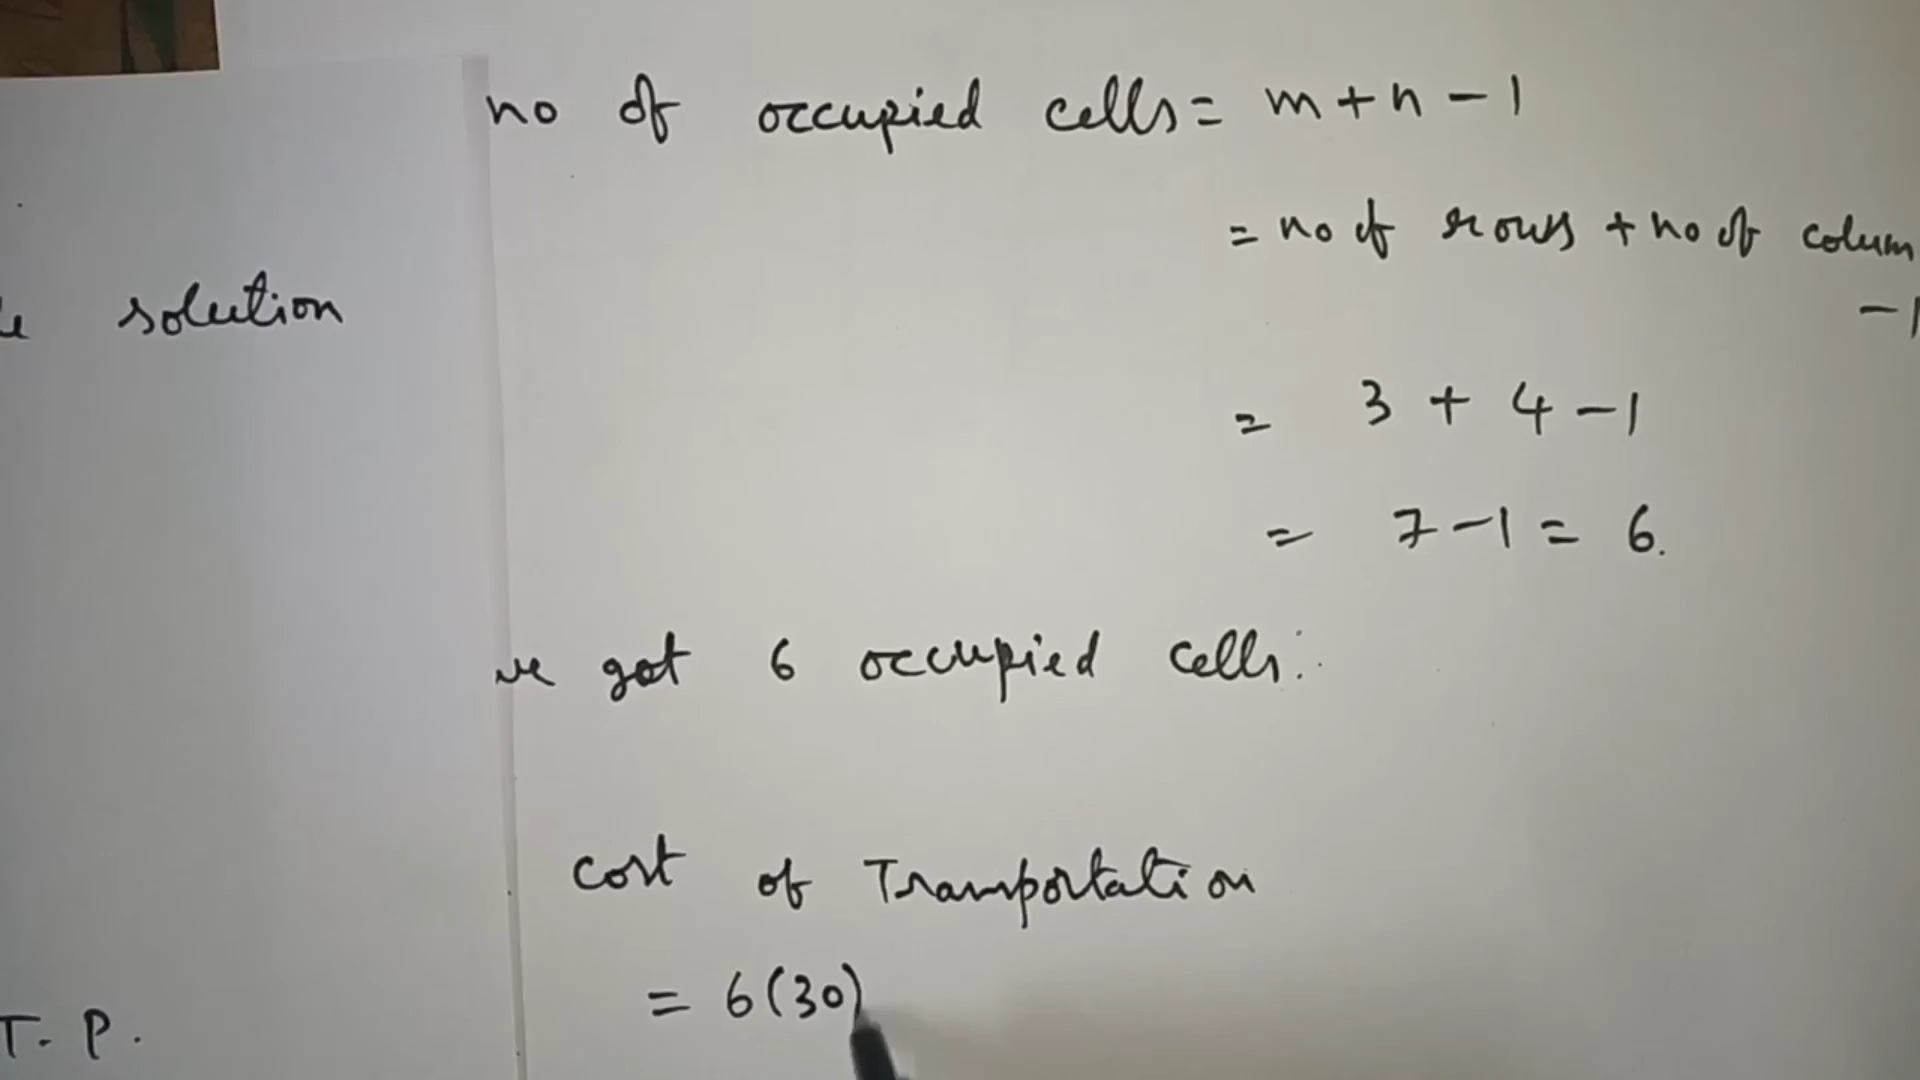 no of occupied cells = m + n - 1
= no of rows + no of colum
- 1
solution
= 3 + 4 - 1
= 7 - 1 = 6.
we got 6 occupied cells.
cost of Transportation
= 6(30)
T. P.